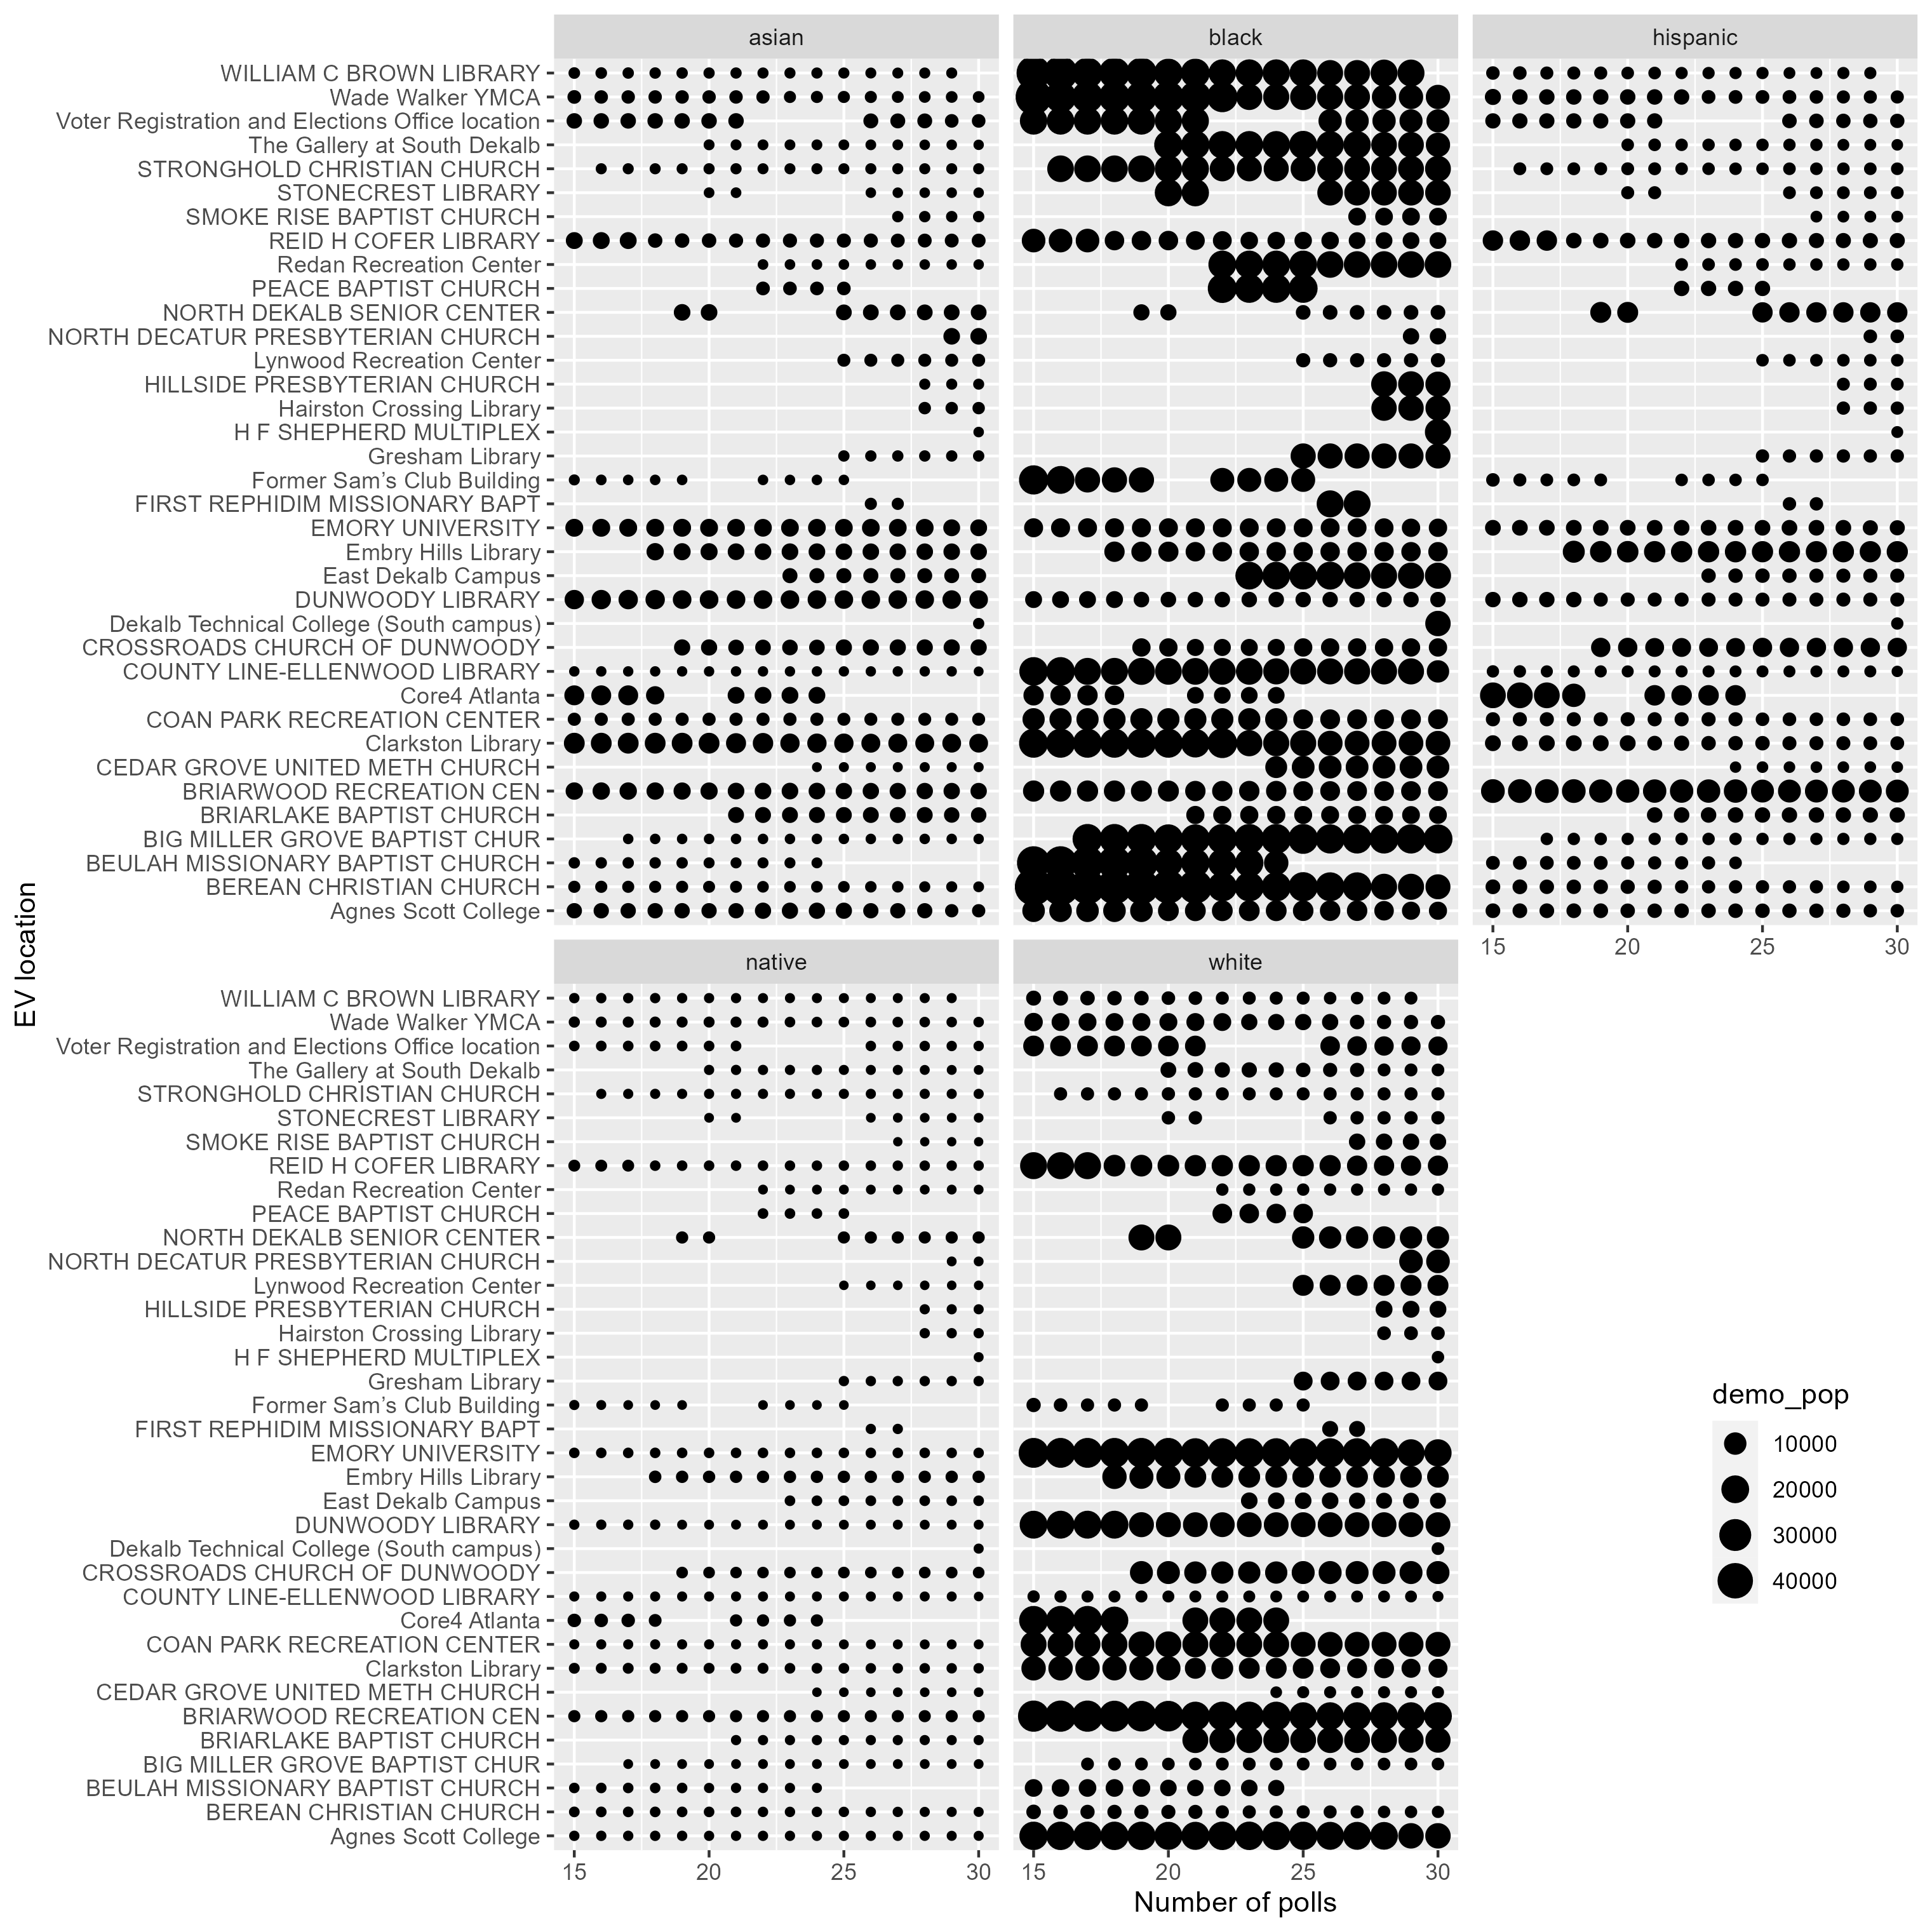 asian
black
hispanic
WILLIAM C BROWN LIBRARY
Wade Walker YMCA
Voter Registration and Elections Office location
The Gallery at South Dekalb
STRONGHOLD CHRISTIAN CHURCH
STONECREST LIBRARY
SMOKE RISE BAPTIST CHURCH
REID H COFER LIBRARY
Redan Recreation Center
PEACE BAPTIST CHURCH
NORTH DEKALB SENIOR CENTER
NORTH DECATUR PRESBYTERIAN CHURCH
Lynwood Recreation Center
HILLSIDE PRESBYTERIAN CHURCH
Hairston Crossing Library
H F SHEPHERD MULTIPLEX
Gresham Library
Former Sam’s Club Building
FIRST REPHIDIM MISSIONARY BAPT
EMORY UNIVERSITY
Embry Hills Library
East Dekalb Campus
DUNWOODY LIBRARY
Dekalb Technical College (South campus)
CROSSROADS CHURCH OF DUNWOODY
COUNTY LINE-ELLENWOOD LIBRARY
Core4 Atlanta
COAN PARK RECREATION CENTER
Clarkston Library
CEDAR GROVE UNITED METH CHURCH
BRIARWOOD RECREATION CEN
BRIARLAKE BAPTIST CHURCH
BIG MILLER GROVE BAPTIST CHUR
BEULAH MISSIONARY BAPTIST CHURCH
BEREAN CHRISTIAN CHURCH
Agnes Scott College
15 20 25 30
EV location
native
white
WILLIAM C BROWN LIBRARY
Wade Walker YMCA
Voter Registration and Elections Office location
The Gallery at South Dekalb
STRONGHOLD CHRISTIAN CHURCH
STONECREST LIBRARY
SMOKE RISE BAPTIST CHURCH
REID H COFER LIBRARY
Redan Recreation Center
PEACE BAPTIST CHURCH
NORTH DEKALB SENIOR CENTER
NORTH DECATUR PRESBYTERIAN CHURCH
Lynwood Recreation Center
HILLSIDE PRESBYTERIAN CHURCH
Hairston Crossing Library
H F SHEPHERD MULTIPLEX
Gresham Library
Former Sam’s Club Building
FIRST REPHIDIM MISSIONARY BAPT
EMORY UNIVERSITY
Embry Hills Library
East Dekalb Campus
DUNWOODY LIBRARY
Dekalb Technical College (South campus)
CROSSROADS CHURCH OF DUNWOODY
COUNTY LINE-ELLENWOOD LIBRARY
Core4 Atlanta
COAN PARK RECREATION CENTER
Clarkston Library
CEDAR GROVE UNITED METH CHURCH
BRIARWOOD RECREATION CEN
BRIARLAKE BAPTIST CHURCH
BIG MILLER GROVE BAPTIST CHUR
BEULAH MISSIONARY BAPTIST CHURCH
BEREAN CHRISTIAN CHURCH
Agnes Scott College
15 20 25 30
15 20 25 30
Number of polls
demo_pop
10000
20000
30000
40000